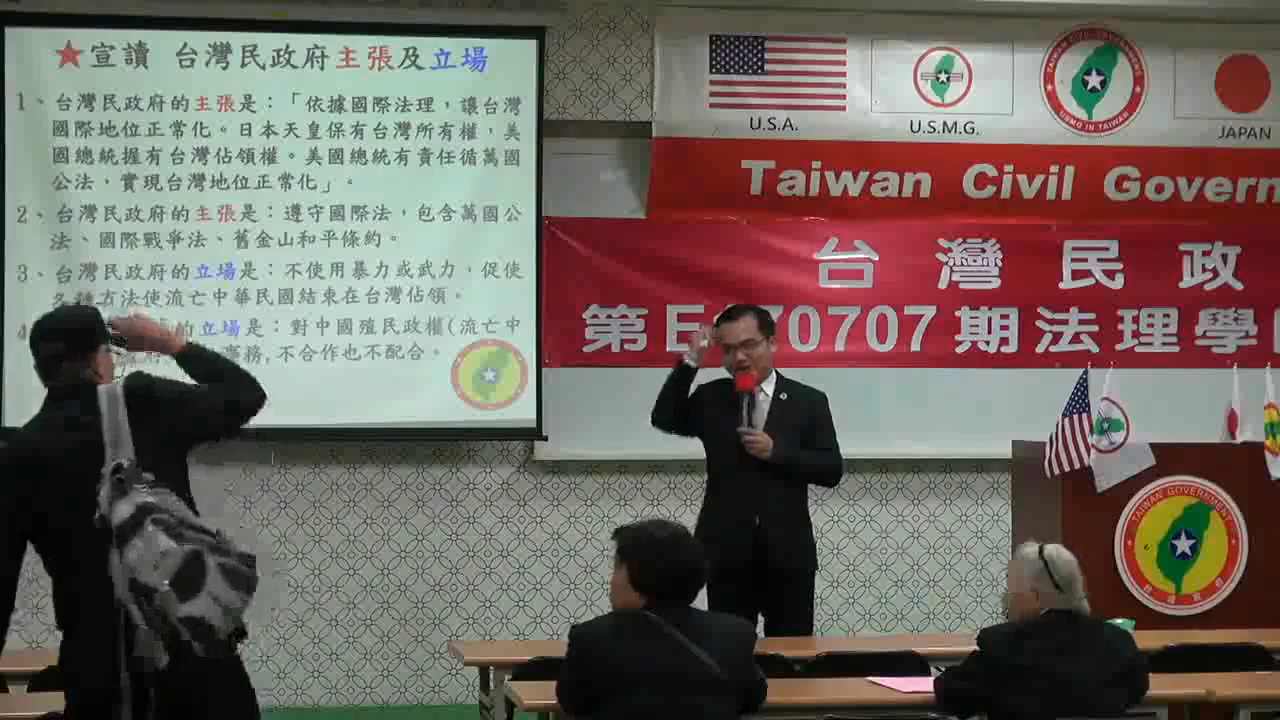 ★宣讀 台灣民政府主張及立場
1、台灣民政府的主張是：「依據國際法理，讓台灣
國際地位正常化。日本天皇保有台灣所有權，美
國總統握有台灣佔領權。美國總統有責任循萬國
公法，實現台灣地位正常化」。
2、台灣民政府的主張是：遵守國際法，包含萬國公
法、國際戰爭法、舊金山和平條約。
3、台灣民政府的立場是、不使用暴力或武力，促使
各種方法使流亡中華民國結束在台灣佔領。
4 的立場是：對中國殖民政權(流亡中
務，不合作也不配合。
U.S.A.
U.S.M.G.
TAIWAN CIVIL GOVERNMENT
USMG IN TAIWAN
JAPAN
Taiwan Civil Governm
台灣民政
第E 70707期法理學
TAIWAN GOVERNMENT